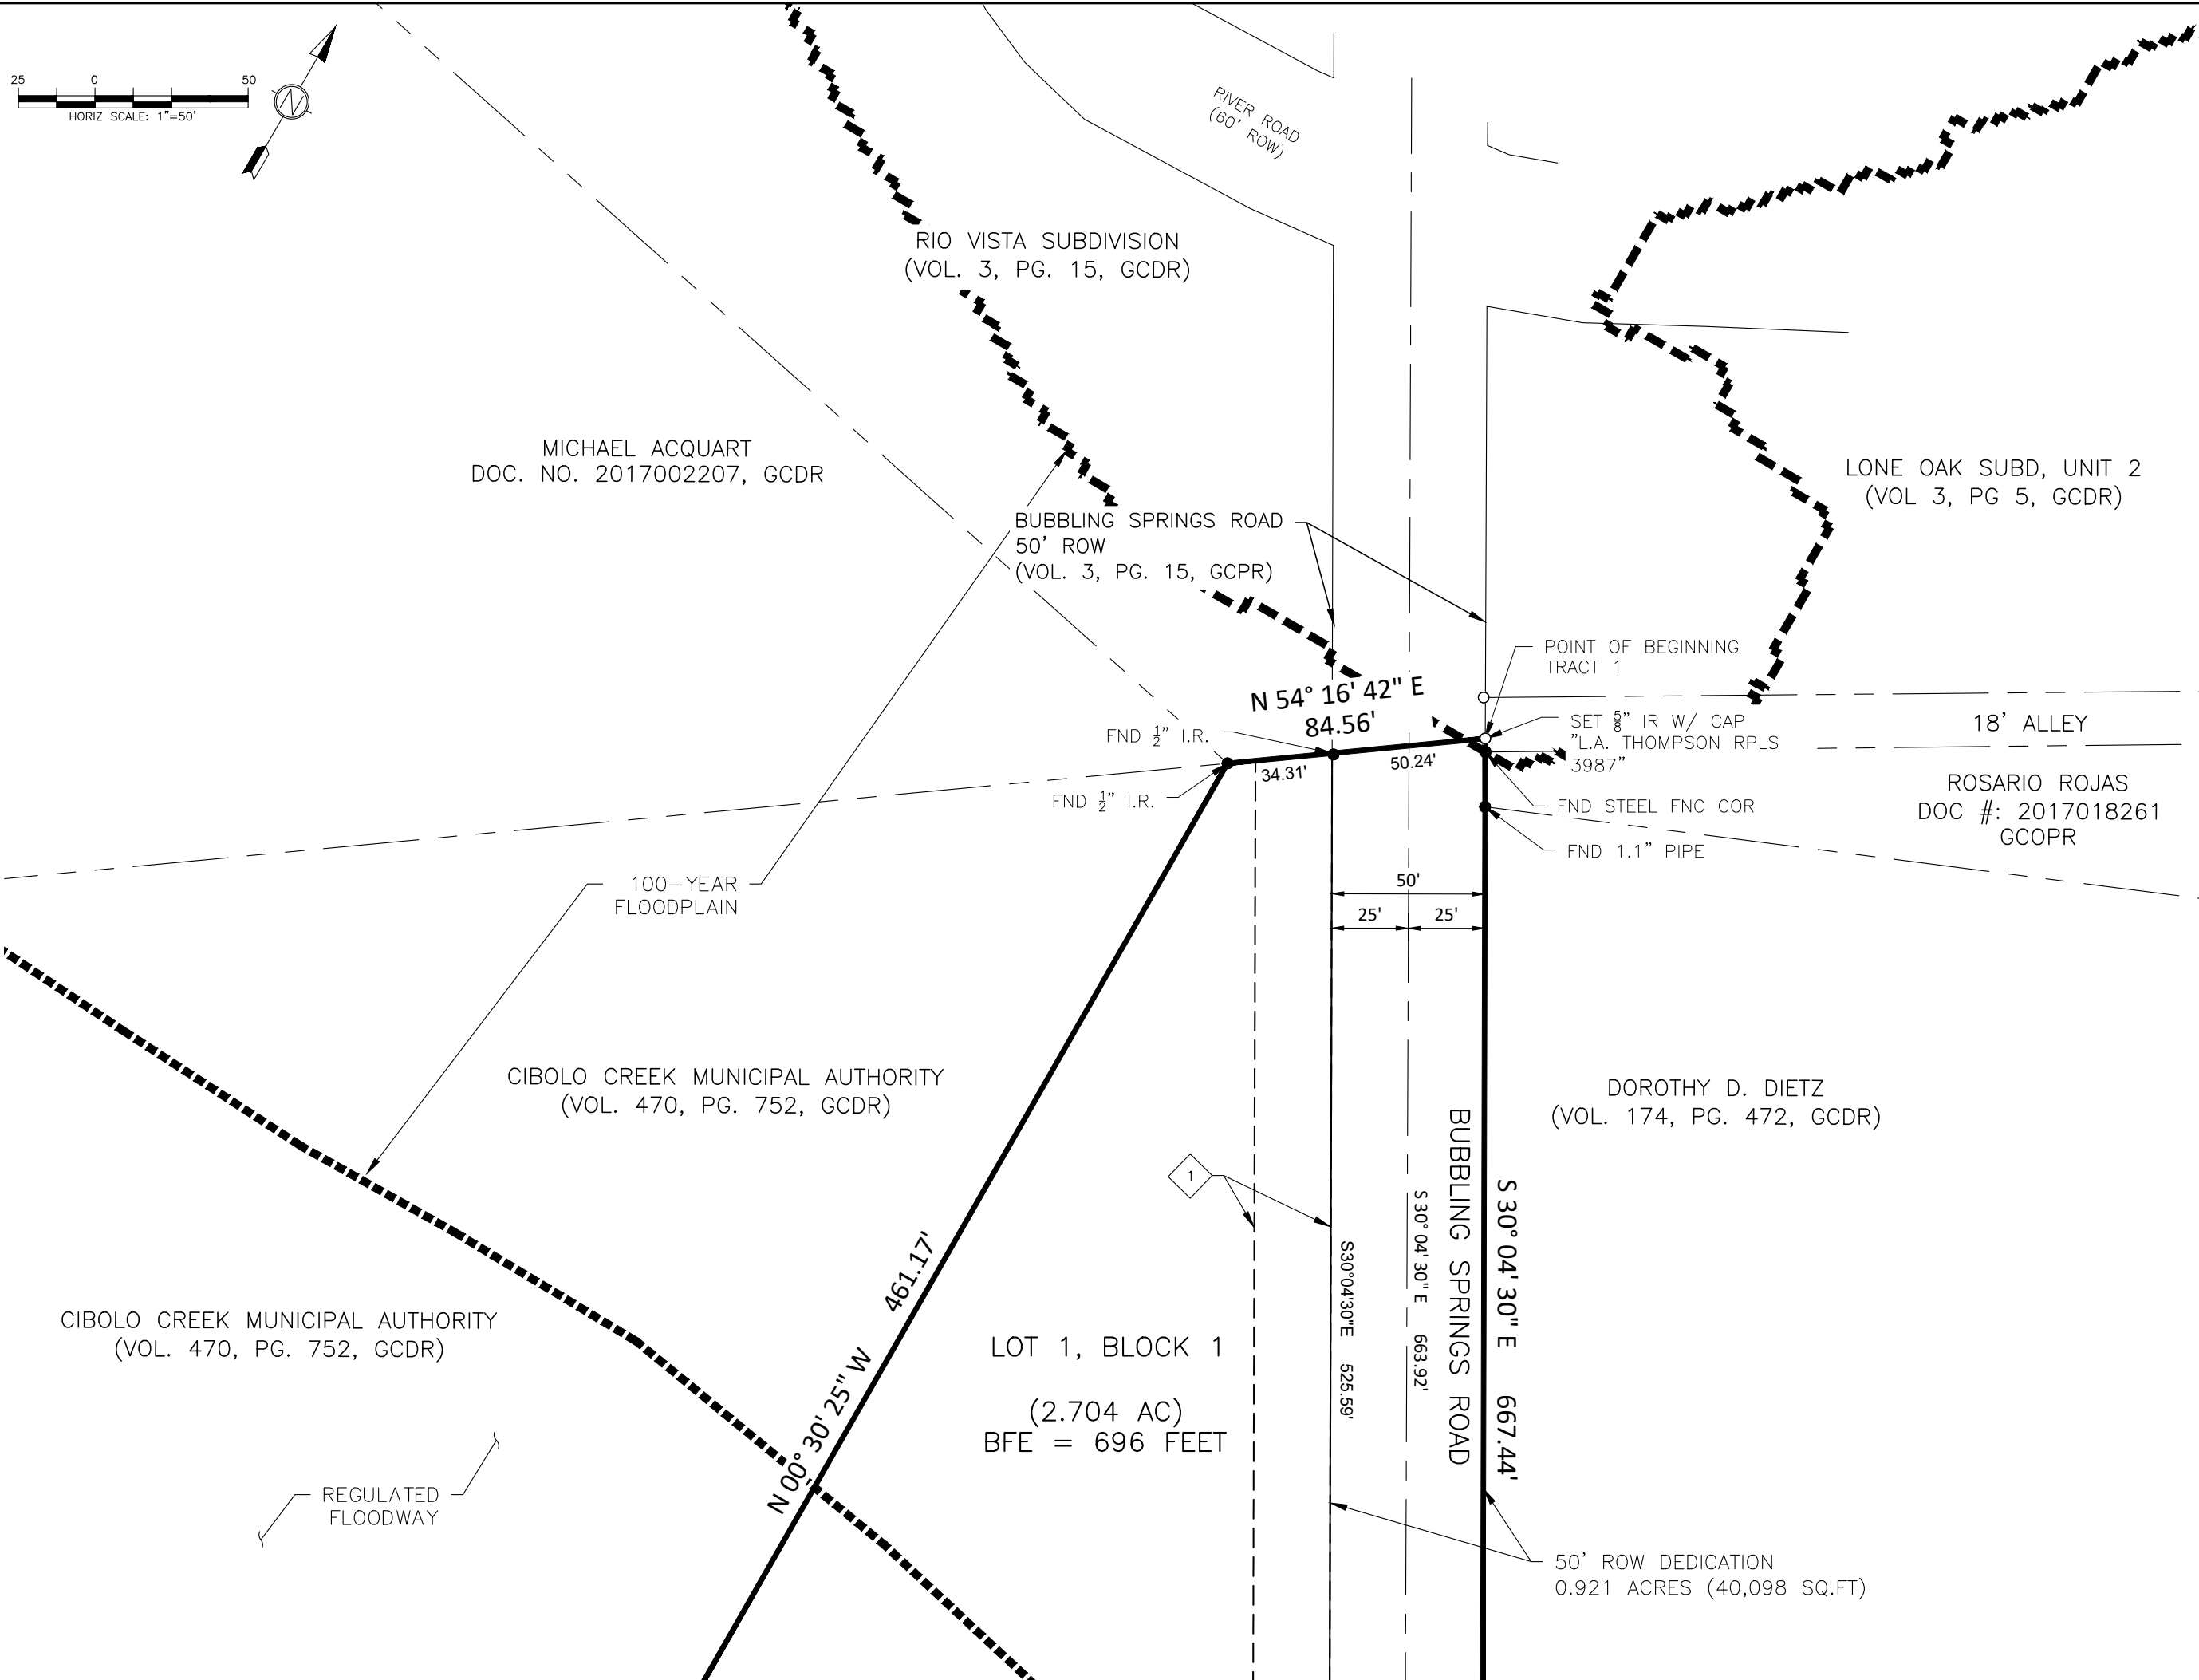 25 0 50
HORIZ SCALE: 1"=50'
N
RIVER ROAD
(60' ROW)
RIO VISTA SUBDIVISION
(VOL. 3, PG. 15, GCDR)
MICHAEL ACQUART
DOC. NO. 2017002207, GCDR
LONE OAK SUBD, UNIT 2
(VOL 3, PG 5, GCDR)
BUBBLING SPRINGS ROAD
50' ROW
(VOL. 3, PG. 15, GCPR)
POINT OF BEGINNING
TRACT 1
N 54° 16' 42" E
84.56'
FND 1/2" I.R.
34.31'
50.24'
FND 1/2" I.R.
SET 5/8" IR W/ CAP
"L.A. THOMPSON RPLS
3987"
18' ALLEY
ROSARIO ROJAS
DOC #: 2017018261
GCOPR
FND STEEL FNC COR
FND 1.1" PIPE
50'
25' 25'
100-YEAR
FLOODPLAIN
CIBOLO CREEK MUNICIPAL AUTHORITY
(VOL. 470, PG. 752, GCDR)
DOROTHY D. DIETZ
(VOL. 174, PG. 472, GCDR)
1
N 00° 30' 25" W 461.17'
S30°04'30"E 525.59'
S 30° 04' 30" E 663.92'
BUBBLING SPRINGS ROAD
S 30° 04' 30" E 667.44'
CIBOLO CREEK MUNICIPAL AUTHORITY
(VOL. 470, PG. 752, GCDR)
LOT 1, BLOCK 1
(2.704 AC)
BFE = 696 FEET
REGULATED
FLOODWAY
50' ROW DEDICATION
0.921 ACRES (40,098 SQ.FT)